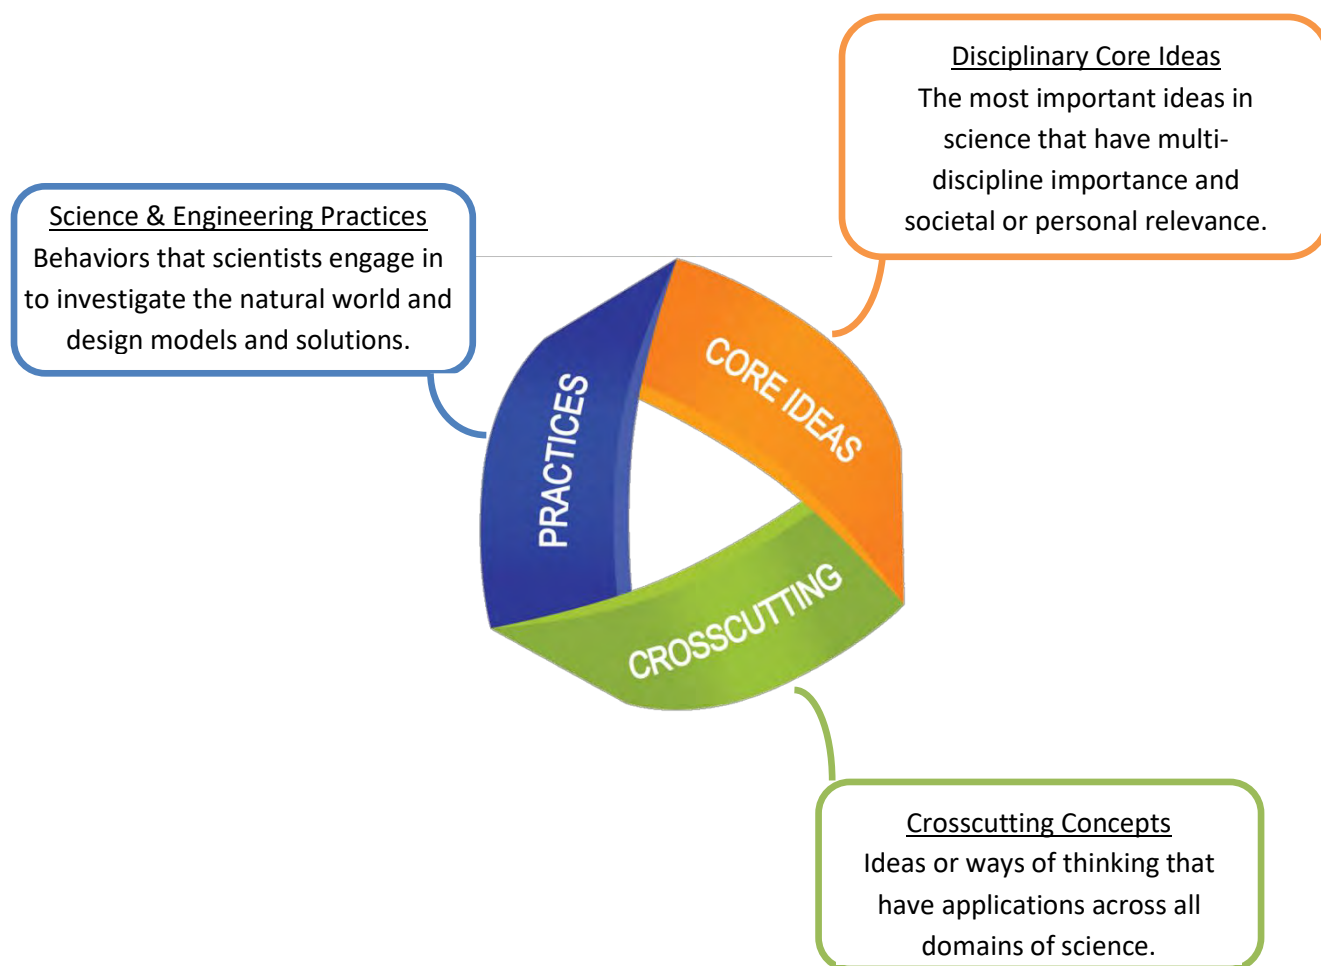 Disciplinary Core Ideas
The most important ideas in
science that have multi-
discipline importance and
societal or personal relevance.
Science & Engineering Practices
Behaviors that scientists engage in
to investigate the natural world and
design models and solutions.
PRACTICES
CORE IDEAS
CROSSCUTTING
Crosscutting Concepts
Ideas or ways of thinking that
have applications across all
domains of science.